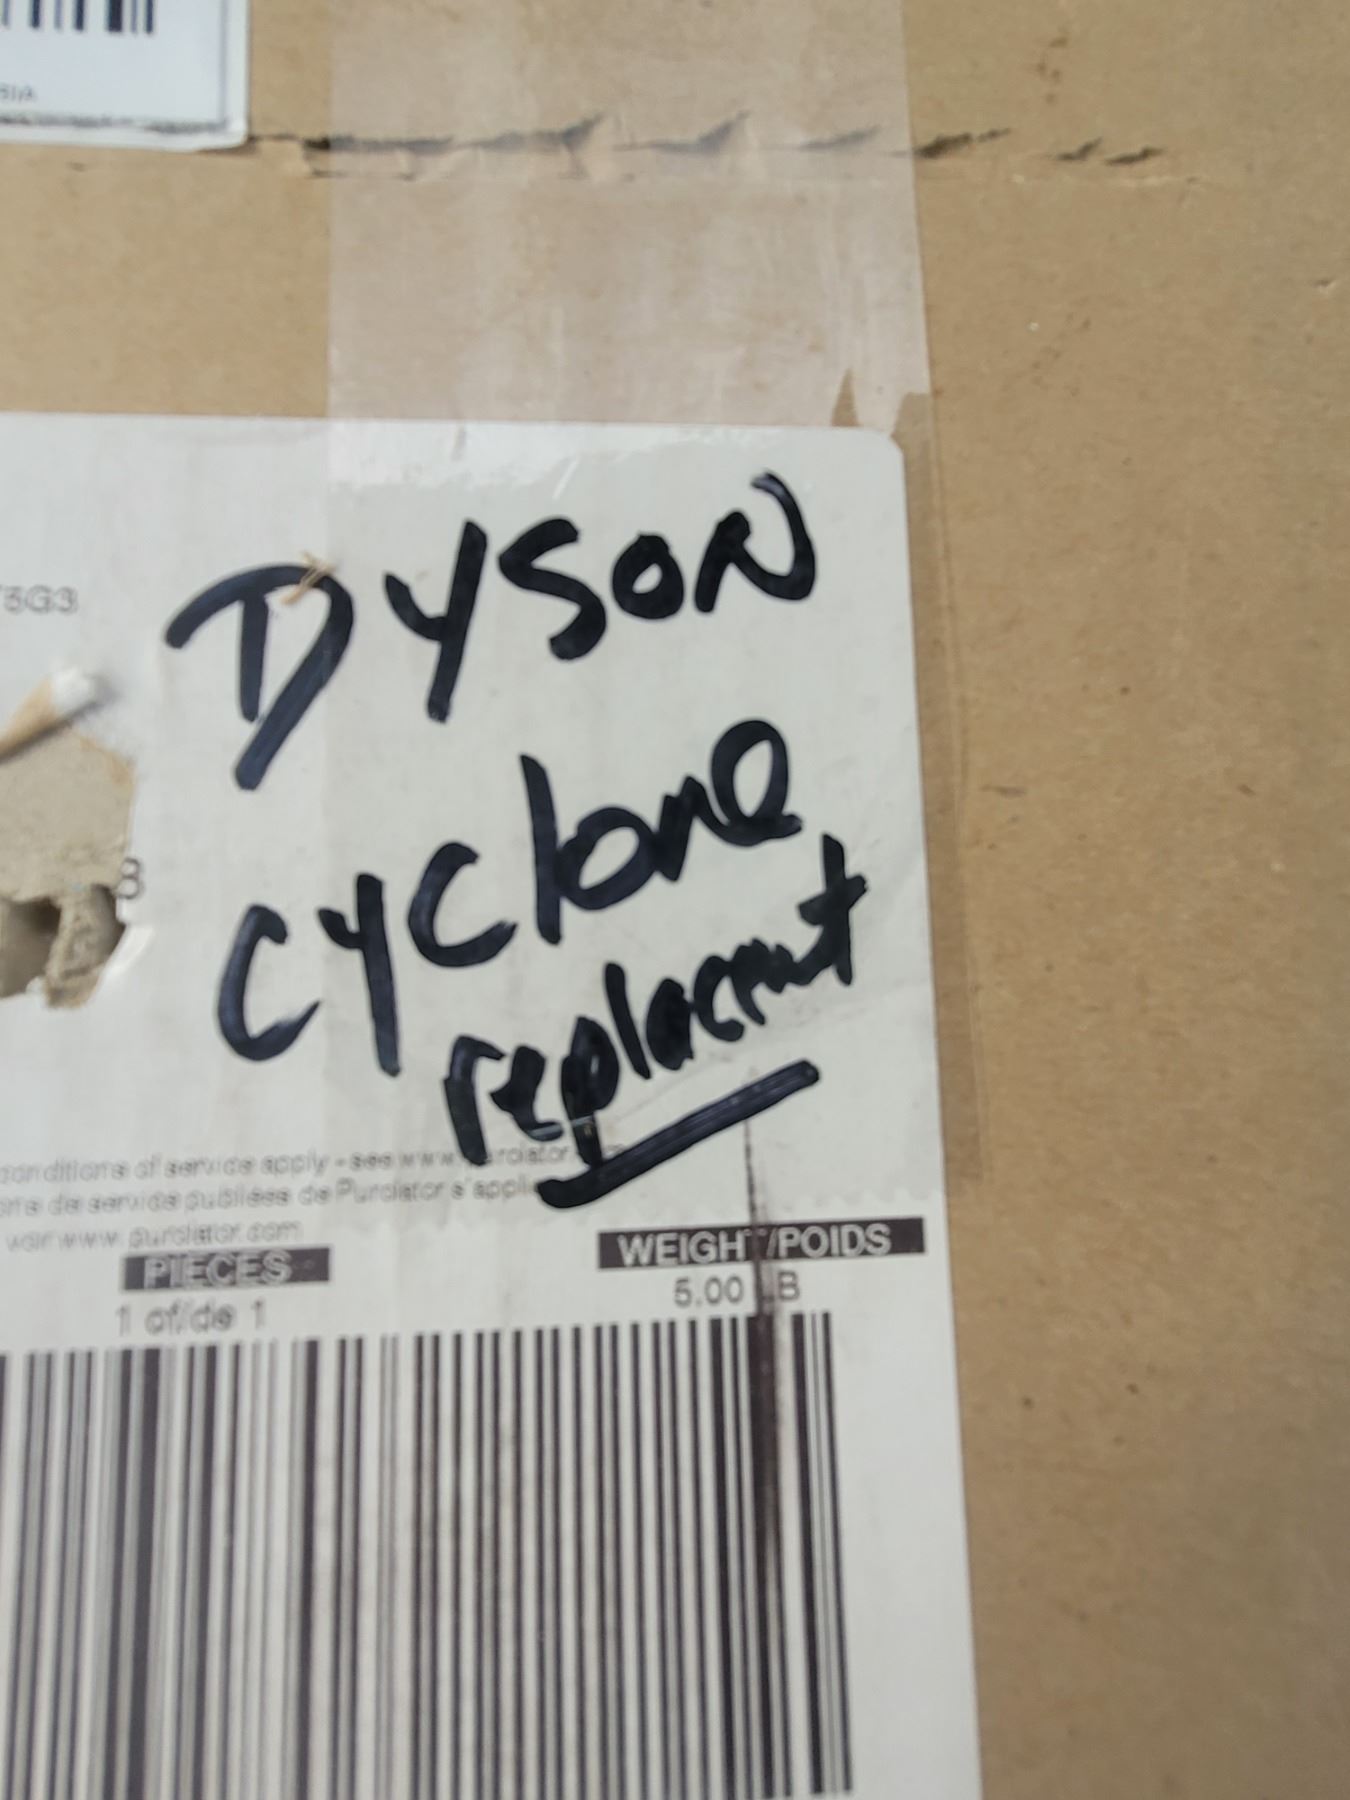 5G3
DYSON
cyclone
replacemnt
conditions of service apply - see www.purolator.com
de service publiées de Purolator s'appli
voir www.purolator.com
PIECES
WEIGHT/POIDS
1 of/de 1
5.00 LB